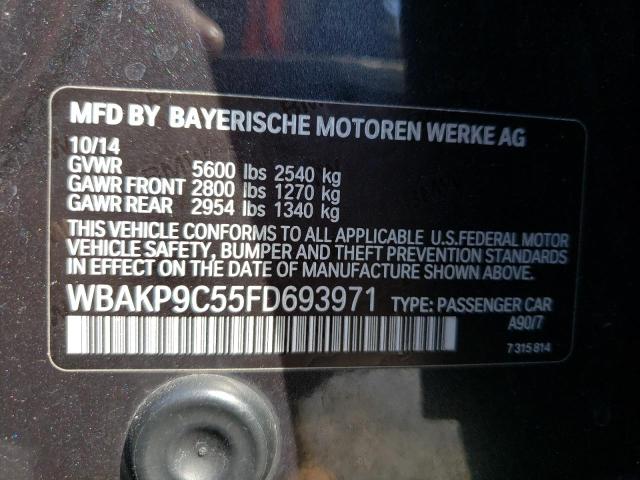 MFD BY BAYERISCHE MOTOREN WERKE AG
10/14
GVWR 5600 lbs 2540 kg
GAWR FRONT 2800 lbs 1270 kg
GAWR REAR 2954 lbs 1340 kg
THIS VEHICLE CONFORMS TO ALL APPLICABLE U.S.FEDERAL MOTOR
VEHICLE SAFETY, BUMPER AND THEFT PREVENTION STANDARDS
IN EFFECT ON THE DATE OF MANUFACTURE SHOWN ABOVE.
WBAKP9C55FD693971 TYPE: PASSENGER CAR
A90/7
7 315 814